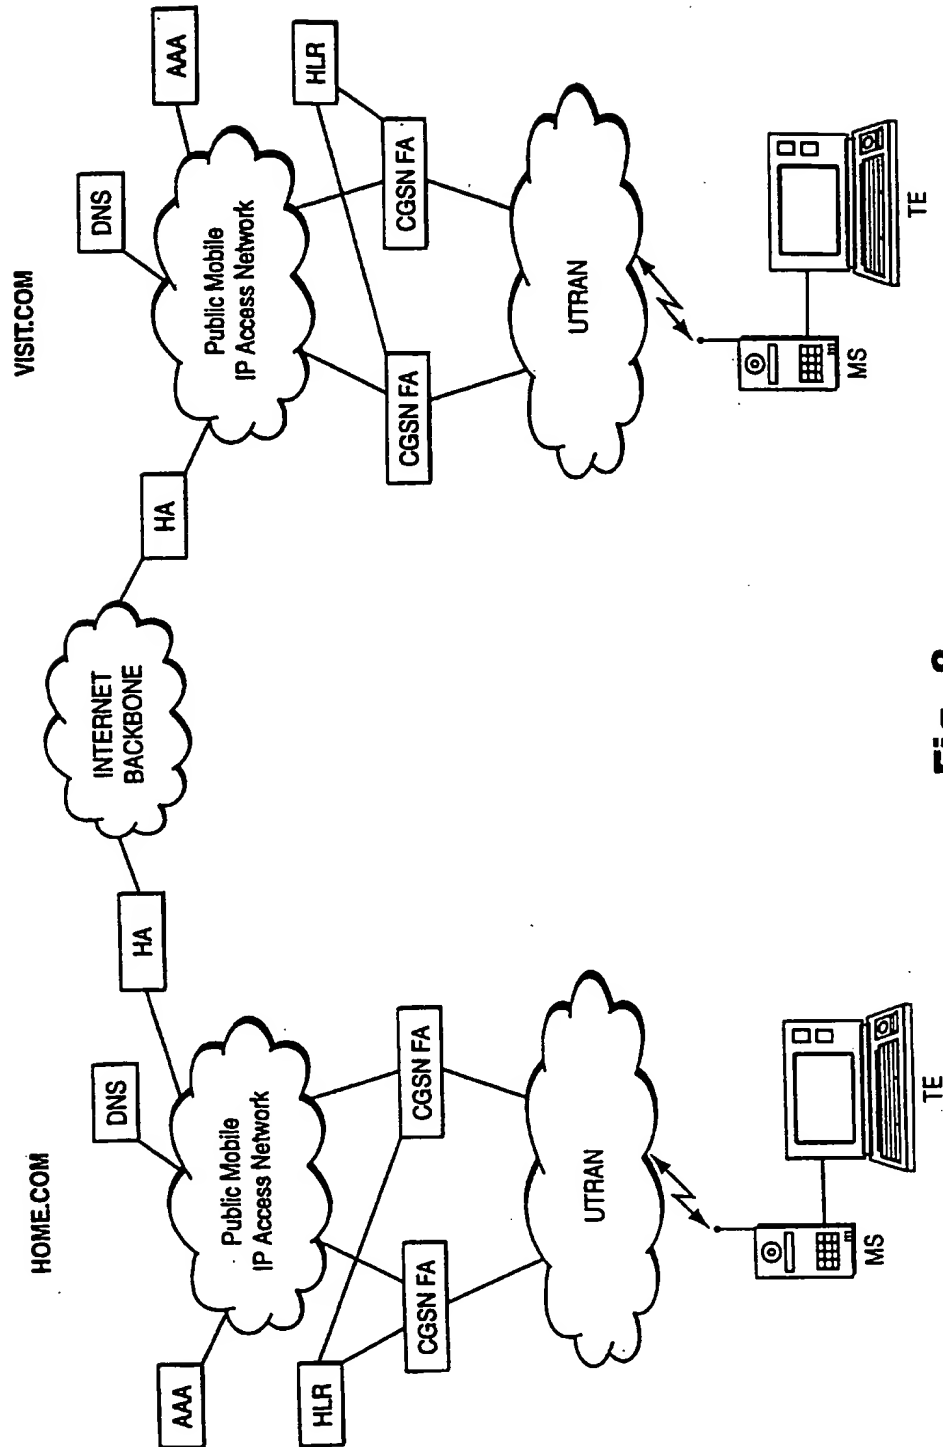 HOME.COM
VISIT.COM
AAA
DNS
Public Mobile
IP Access Network
HA
INTERNET
BACKBONE
HA
DNS
AAA
Public Mobile
IP Access Network
HLR
CGSN FA
CGSN FA
CGSN FA
CGSN FA
HLR
UTRAN
UTRAN
MS
TE
MS
TE